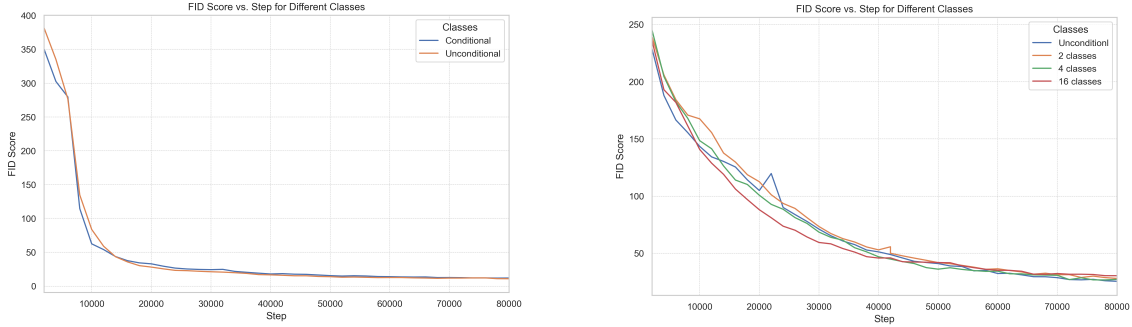 FID Score vs. Step for Different Classes
400
350
300
250
200
150
100
50
0
FID Score
10000 20000 30000 40000 50000 60000 70000 80000
Step
Classes
Conditional
Unconditional
FID Score vs. Step for Different Classes
250
200
150
100
50
FID Score
10000 20000 30000 40000 50000 60000 70000 80000
Step
Classes
Unconditionl
2 classes
4 classes
16 classes